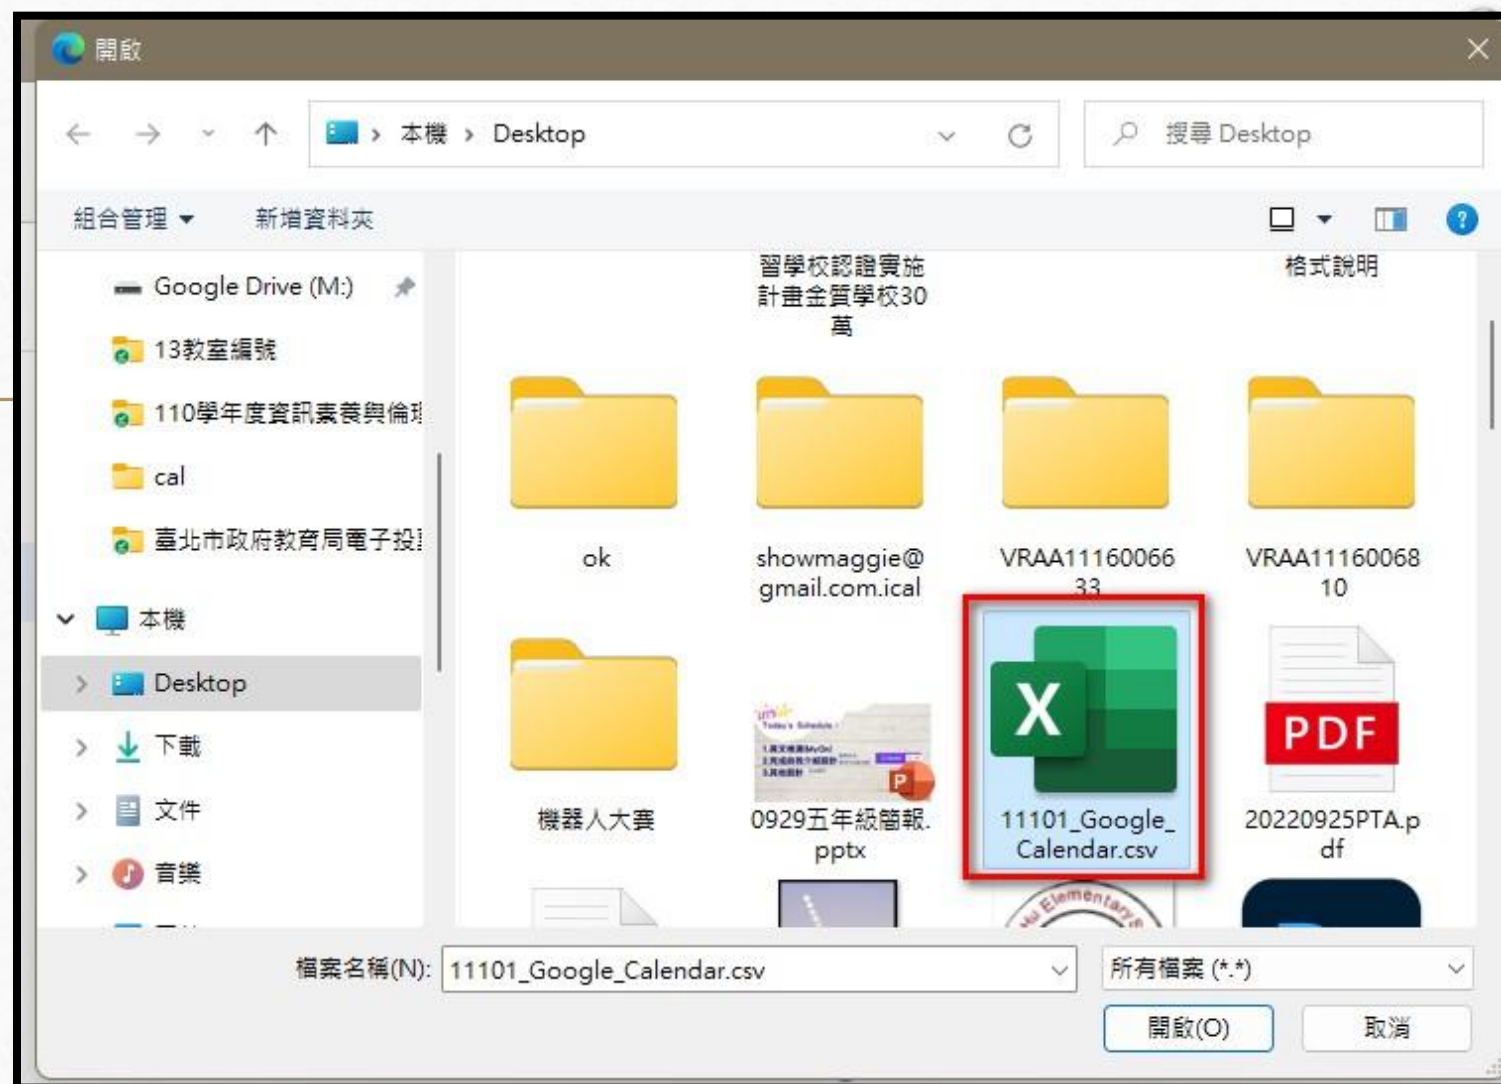 開啟
本機 > Desktop
搜尋 Desktop
組合管理
新增資料夾
Google Drive (M:)
13教室編號
110學年度資訊素養與倫理
cal
臺北市政府教育局電子投
本機
Desktop
下載
文件
音樂
習學校認證實施
計畫金質學校30
萬
格式說明
ok
showmaggie@
gmail.com.ical
VRAA11160066
33
VRAA11160068
10
機器人大賽
Today's Schedule
P
0929五年級簡報.
pptx
X
11101_Google_
Calendar.csv
PDF
20220925PTA.p
df
Elementary
檔案名稱(N):
11101_Google_Calendar.csv
所有檔案 (*.*)
開啟(O)
取消